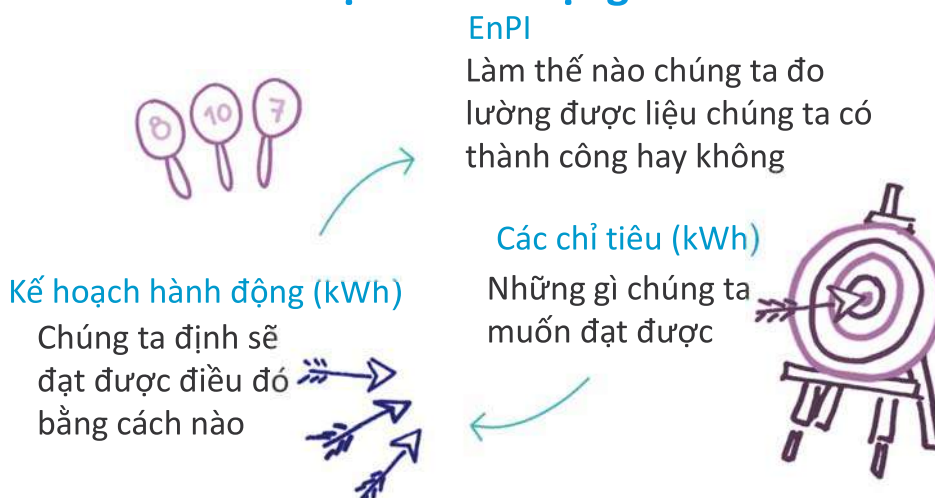 EnPI
Làm thế nào chúng ta đo
lường được liệu chúng ta có
thành công hay không
8 10 7
Các chỉ tiêu (kWh)
Những gì chúng ta
muốn đạt được
Kế hoạch hành động (kWh)
Chúng ta định sẽ
đạt được điều đó
bằng cách nào